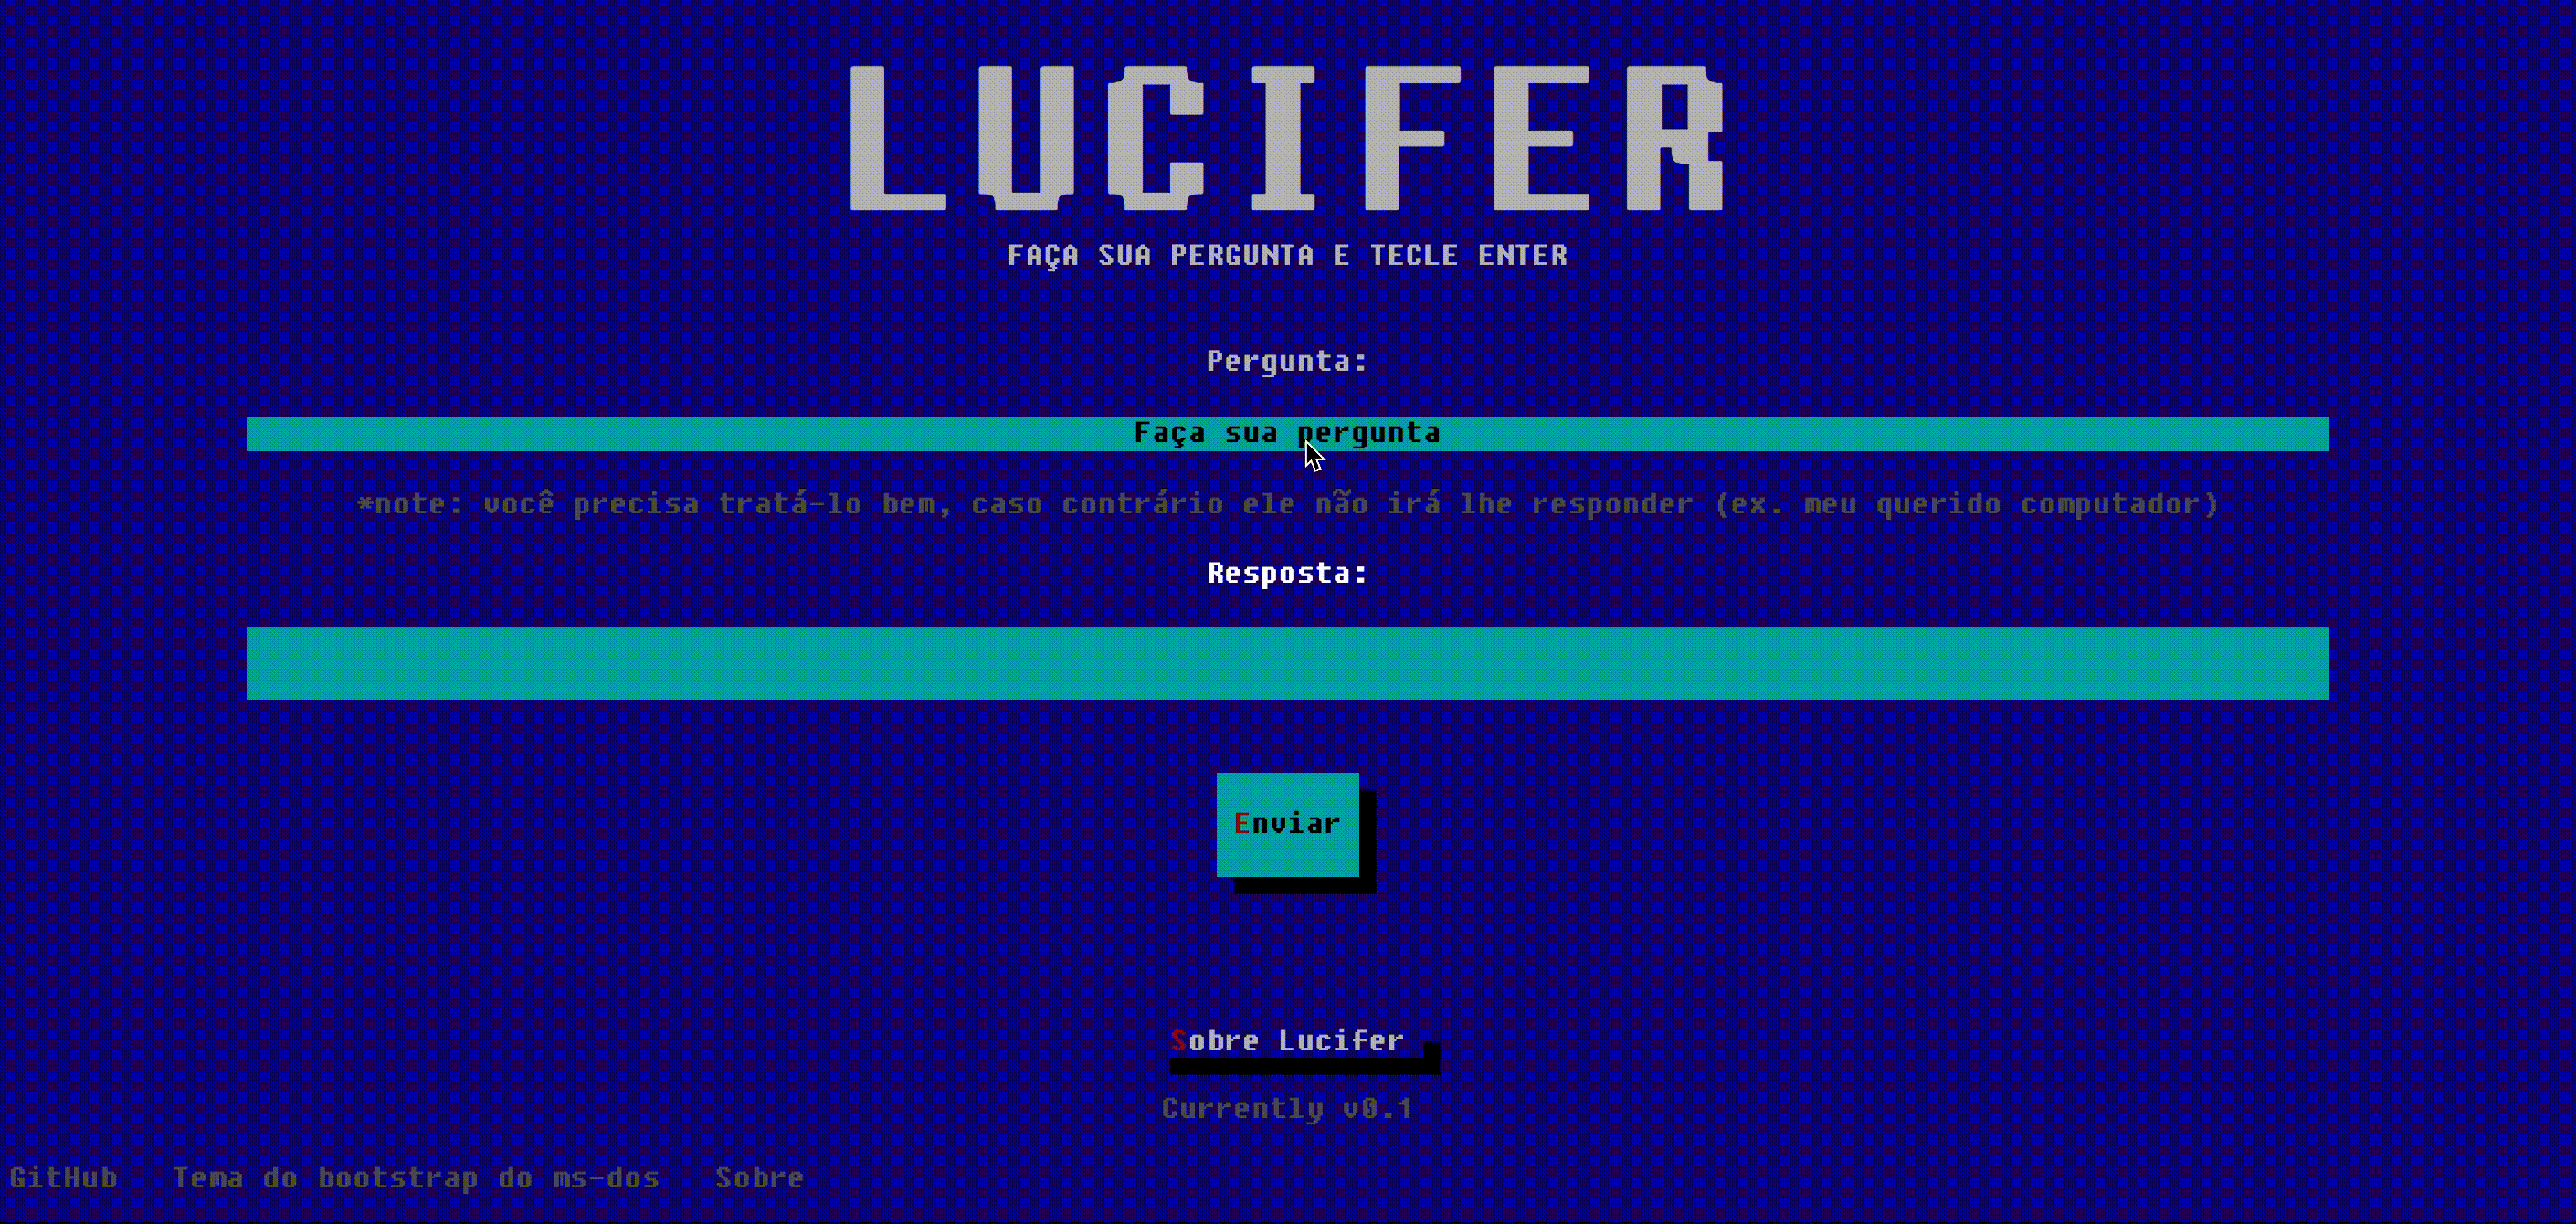 LUCIFER
FAÇA SUA PERGUNTA E TECLE ENTER
Pergunta:
Faça sua pergunta
*note: você precisa tratá-lo bem, caso contrário ele não irá lhe responder (ex. meu querido computador)
Resposta:
Enviar
Sobre Lucifer
Currently v0.1
GitHub Tema do bootstrap do ms-dos Sobre